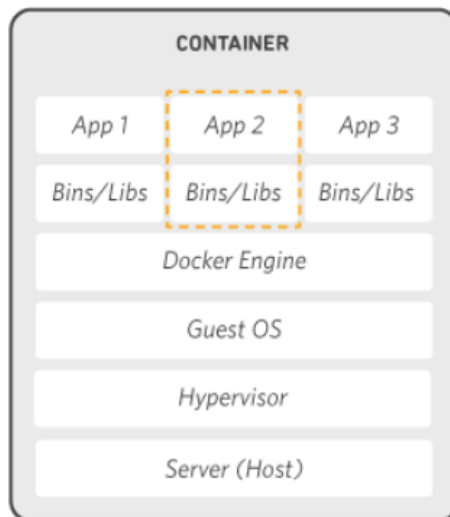 CONTAINER
App 1 App 2 App 3
Bins/Libs Bins/Libs Bins/Libs
Docker Engine
Guest OS
Hypervisor
Server (Host)